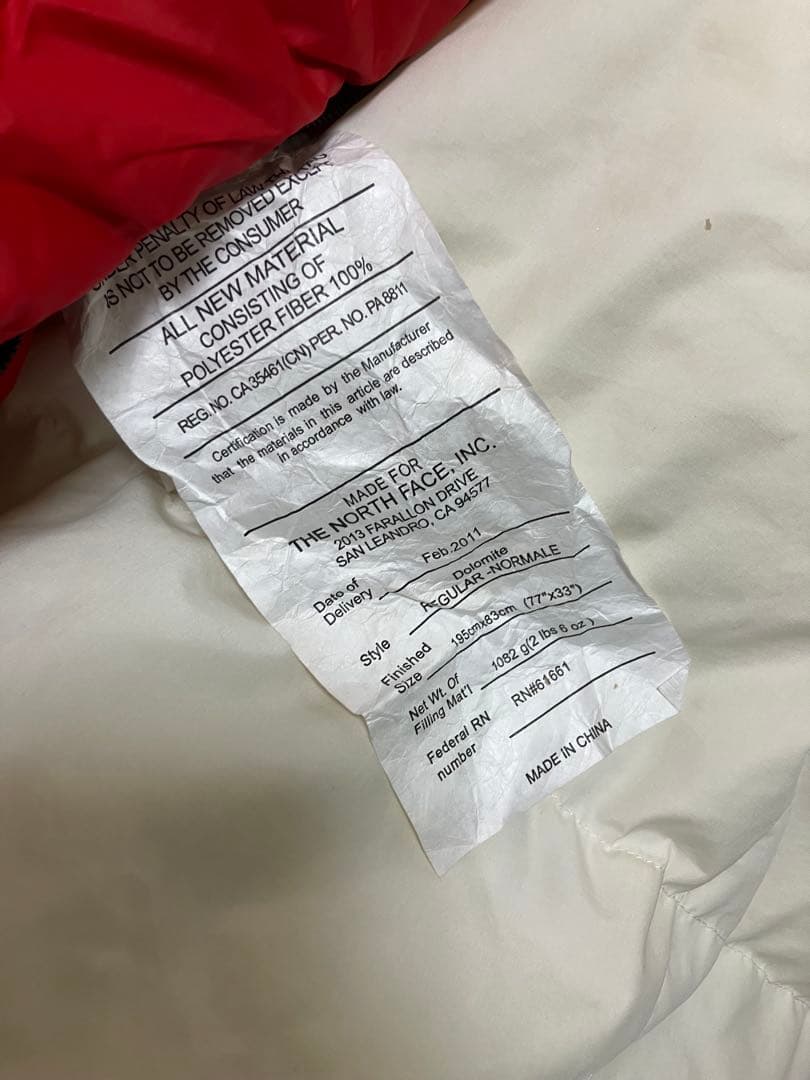 PENALTY OF LAW
IS NOT TO BE REMOVED EXCEPT
BY THE CONSUMER
ALL NEW MATERIAL
CONSISTING OF
POLYESTER FIBER 100%
REG. NO. CA35461(CN) PER. NO. PA8811
Certification is made by the Manufacturer
that the materials in this article are described
in accordance with law.
MADE FOR
THE NORTH FACE, INC.
2013 FARALLON DRIVE
SAN LEANDRO, CA 94577
Date of Delivery Feb.2011
Style Dolomite
REGULAR-NORMALE
Finished Size 195cmx83cm (77"x33")
Net Wt. Of Filling Mat'l 1082 g(2 lbs 6 oz)
Federal RN number RN#61661
MADE IN CHINA